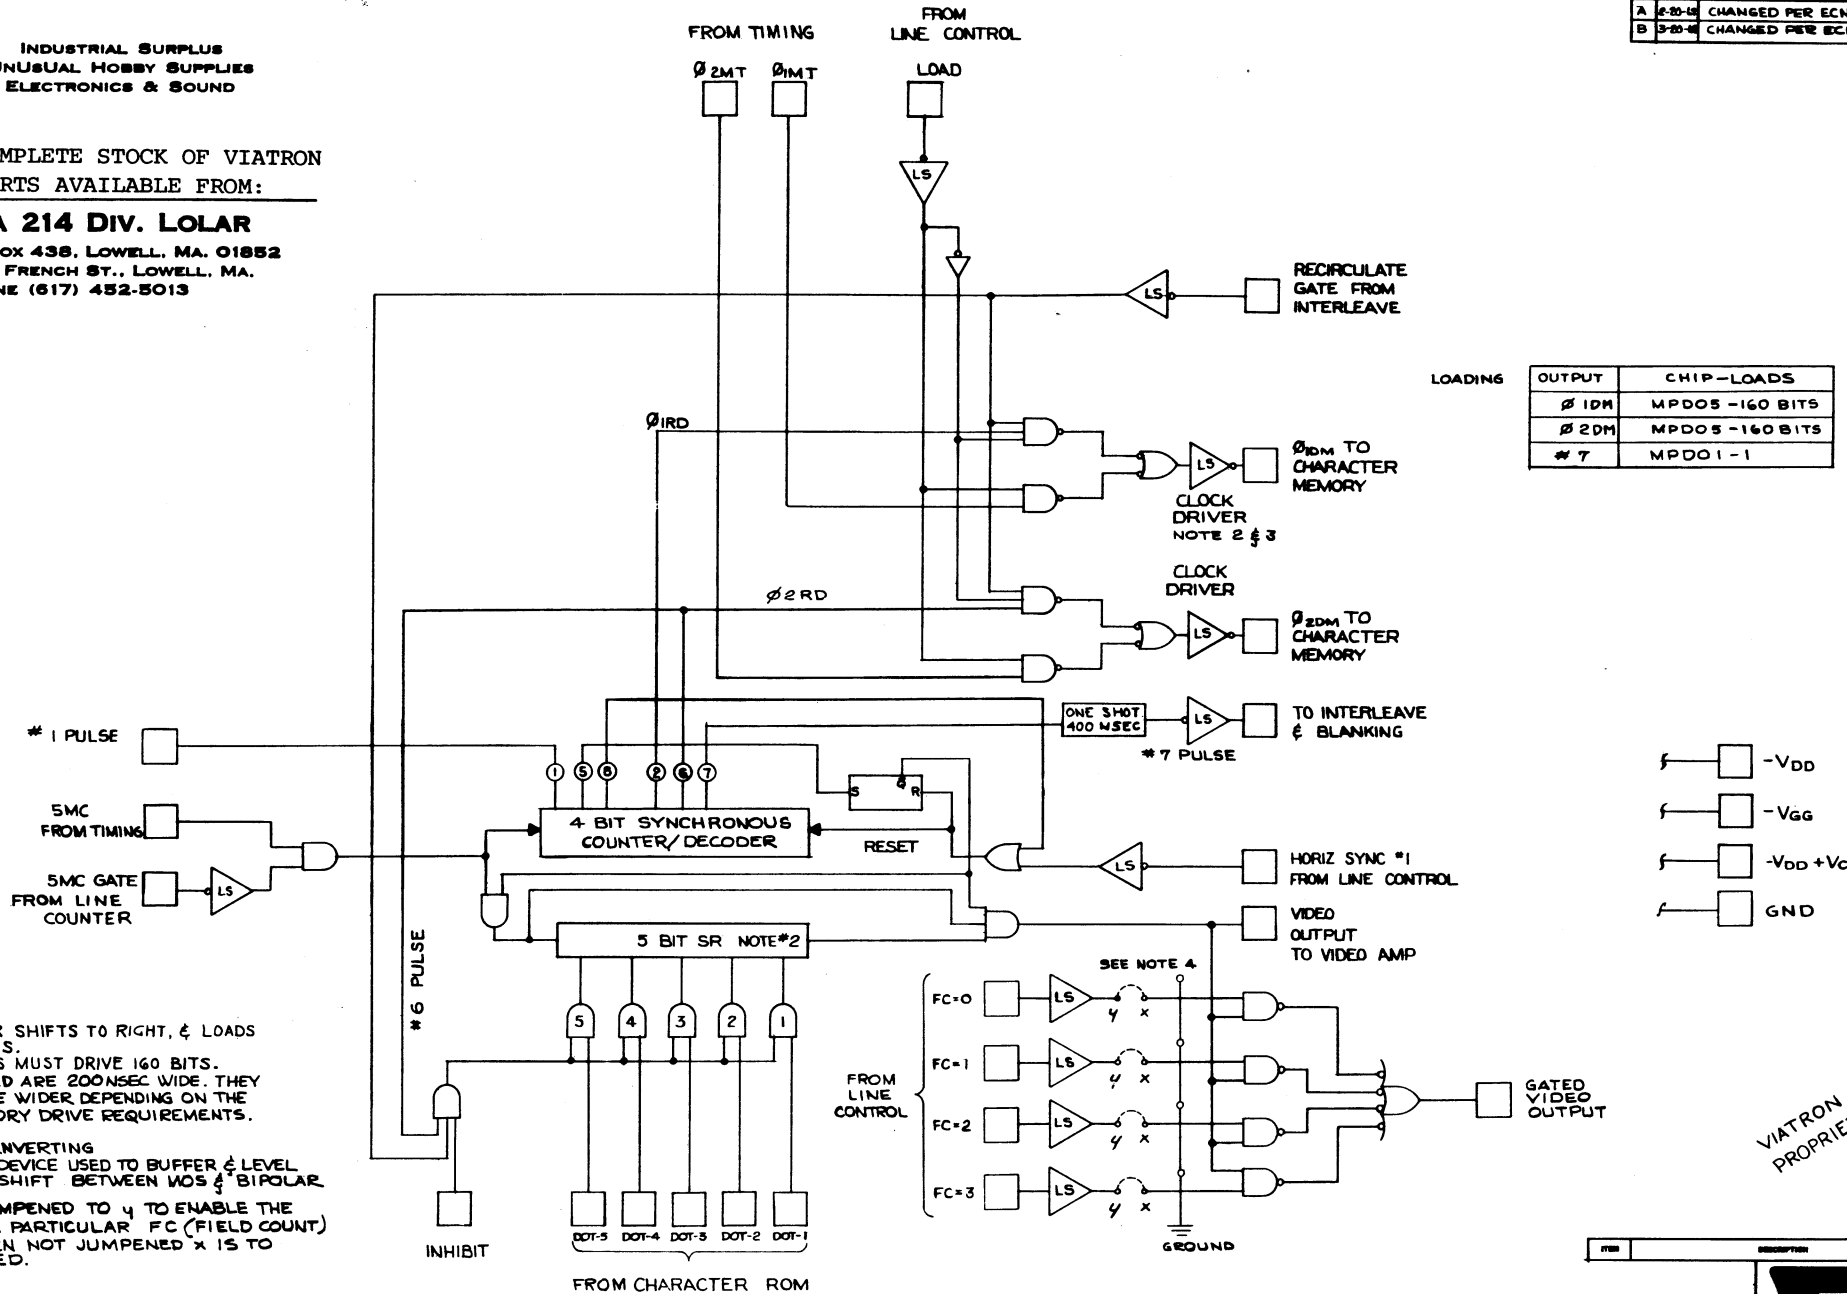 INDUSTRIAL SURPLUS
UNUSUAL HOBBY SUPPLIES
ELECTRONICS & SOUND
MPLETE STOCK OF VIATRON
RTS AVAILABLE FROM:
A 214 DIV. LOLAR
OX 438, LOWELL, MA. 01852
FRENCH ST., LOWELL, MA.
NE (617) 452-5013
FROM TIMING
Ø 2MT Ø1MT
FROM
LINE CONTROL
LOAD
A CHANGED PER ECN
B CHANGED PER EC
LS
LS
RECIRCULATE
GATE FROM
INTERLEAVE
LOADING
OUTPUT CHIP-LOADS
Ø 1DM MPD05-160 BITS
Ø 2DM MPD05-160 BITS
# 7 MPD01-1
Ø1RD
LS
Ø1DM TO
CHARACTER
MEMORY
CLOCK
DRIVER
NOTE 2 & 3
CLOCK
DRIVER
Ø2RD
LS
Ø2DM TO
CHARACTER
MEMORY
# 1 PULSE
ONE SHOT
400 NSEC
LS
# 7 PULSE
TO INTERLEAVE
& BLANKING
1 5 8 2 6 7
S Q R
5MC
FROM TIMING
4 BIT SYNCHRONOUS
COUNTER/DECODER
RESET
5MC GATE
FROM LINE
COUNTER
LS
LS
HORIZ SYNC #1
FROM LINE CONTROL
5 BIT SR NOTE #2
VIDEO
OUTPUT
TO VIDEO AMP
-VDD
-VGG
-VDD+VC
GND
# 6 PULSE
5 4 3 2 1
SEE NOTE 4
FROM
LINE
CONTROL
FC=0 LS y x
FC=1 LS y x
FC=2 LS y x
FC=3 LS y x
GROUND
GATED
VIDEO
OUTPUT
R SHIFTS TO RIGHT, & LOADS
S.
S MUST DRIVE 160 BITS.
D ARE 200NSEC WIDE. THEY
E WIDER DEPENDING ON THE
ORY DRIVE REQUIREMENTS.
NVERTING
DEVICE USED TO BUFFER & LEVEL
SHIFT BETWEEN MOS & BIPOLAR
MPENED TO y TO ENABLE THE
PARTICULAR FC (FIELD COUNT)
EN NOT JUMPENED x IS TO
ED.
INHIBIT
DOT-5 DOT-4 DOT-3 DOT-2 DOT-1
FROM CHARACTER ROM
VIATRON
PROPRIE
ITEM DESCRIPTION